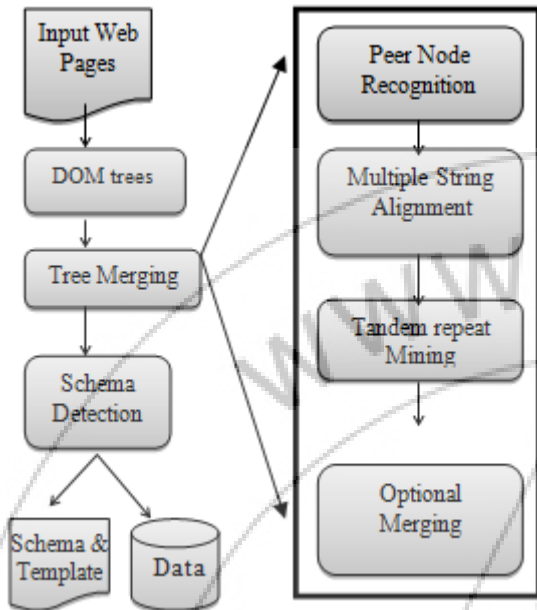 Input Web
Pages
DOM trees
Tree Merging
Schema
Detection
Schema &
Template
Data
Peer Node
Recognition
Multiple String
Alignment
Tandem repeat
Mining
Optional
Merging
www